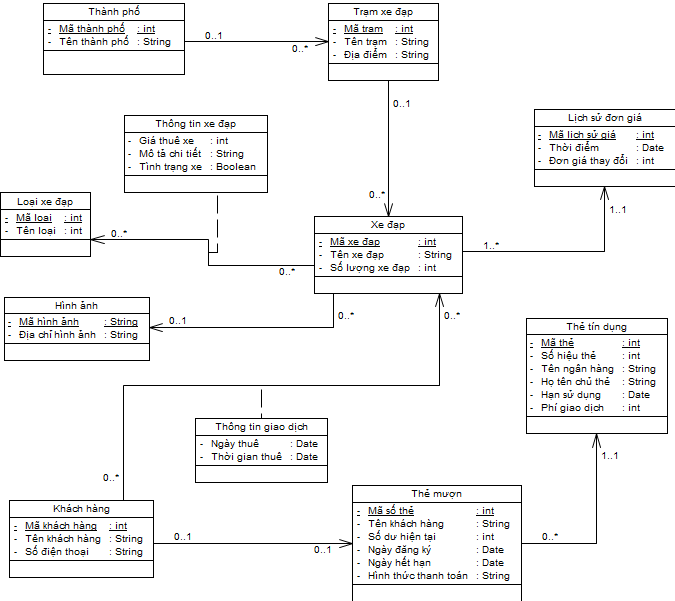 Thành phố
- Mã thành phố : int
- Tên thành phố : String
0..1
0..*
Trạm xe đạp
- Mã trạm : int
- Tên trạm : String
- Địa điểm : String
0..1
0..*
Thông tin xe đạp
- Giá thuê xe : int
- Mô tả chi tiết : String
- Tình trạng xe : Boolean
Lịch sử đơn giá
- Mã lịch sử giá : int
- Thời điểm : Date
- Đơn giá thay đổi : int
1..1
1..*
Loại xe đạp
- Mã loại : int
- Tên loại : int
0..*
0..*
Xe đạp
- Mã xe đạp : int
- Tên xe đạp : String
- Số lượng xe đạp : int
Hình ảnh
- Mã hình ảnh : String
- Địa chỉ hình ảnh : String
0..1
0..*
0..*
Thẻ tín dụng
- Mã thẻ : int
- Số hiệu thẻ : int
- Tên ngân hàng : String
- Họ tên chủ thẻ : String
- Hạn sử dụng : Date
- Phí giao dịch : int
1..1
Thông tin giao dịch
- Ngày thuê : Date
- Thời gian thuê : Date
0..*
Khách hàng
- Mã khách hàng : int
- Tên khách hàng : String
- Số điện thoại : String
0..1
0..1
Thẻ mượn
- Mã số thẻ : int
- Tên khách hàng : String
- Số dư hiện tại : int
- Ngày đăng ký : Date
- Ngày hết hạn : Date
- Hình thức thanh toán : String
0..*